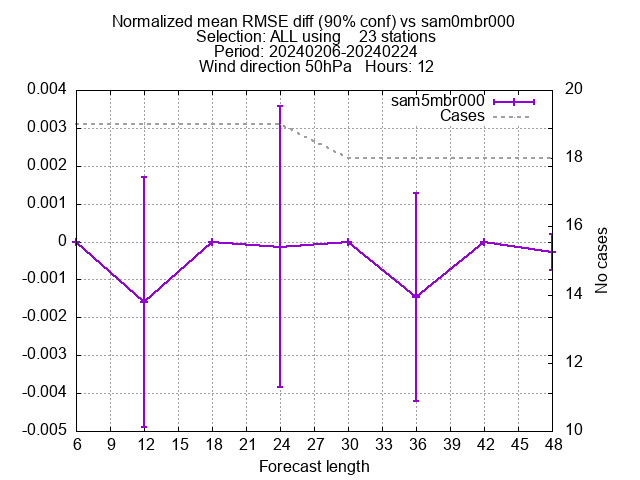 Normalized mean RMSE diff (90% conf) vs sam0mbr000
Selection: ALL using    23 stations
Period: 20240206-20240224
Wind direction 50hPa   Hours: 12
sam5mbr000
Cases
0.004
0.003
0.002
0.001
0
-0.001
-0.002
-0.003
-0.004
-0.005
20
18
16
14
12
10
No cases
6 9 12 15 18 21 24 27 30 33 36 39 42 45 48
Forecast length